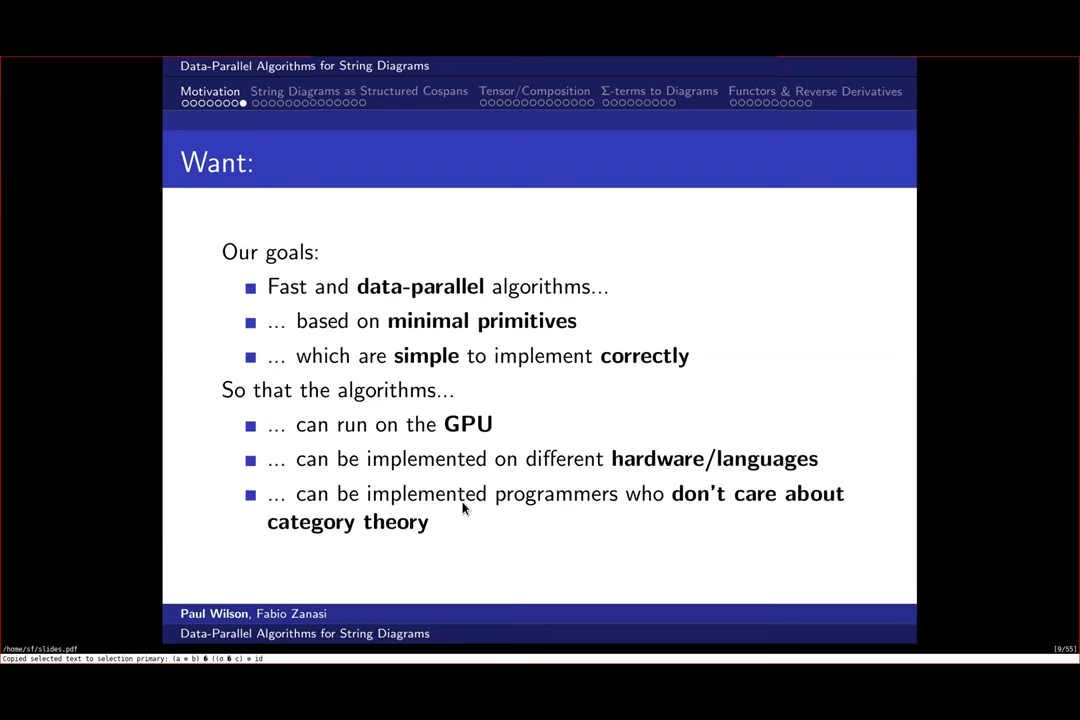 Data-Parallel Algorithms for String Diagrams
Motivation String Diagrams as Structured Cospans Tensor/Composition Σ-terms to Diagrams Functors & Reverse Derivatives
Want:
Our goals:
Fast and data-parallel algorithms...
... based on minimal primitives
... which are simple to implement correctly
So that the algorithms...
... can run on the GPU
... can be implemented on different hardware/languages
... can be implemented programmers who don't care about
category theory
Paul Wilson, Fabio Zanasi
Data-Parallel Algorithms for String Diagrams
/home/sf/slides.pdf [9/55]
Copied selected text to selection primary: (a ⊗ b) � ((σ � c) ⊗ id